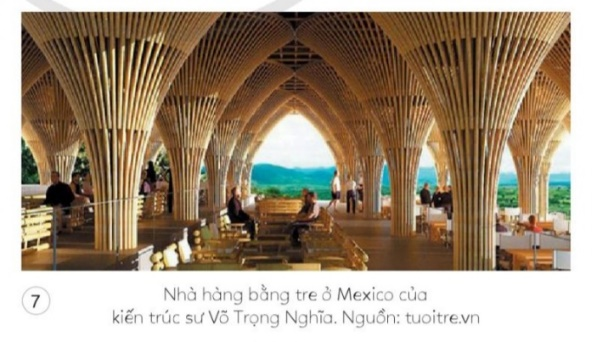 7
Nhà hàng bằng tre ở Mexico của
kiến trúc sư Võ Trọng Nghĩa. Nguồn: tuoitre.vn